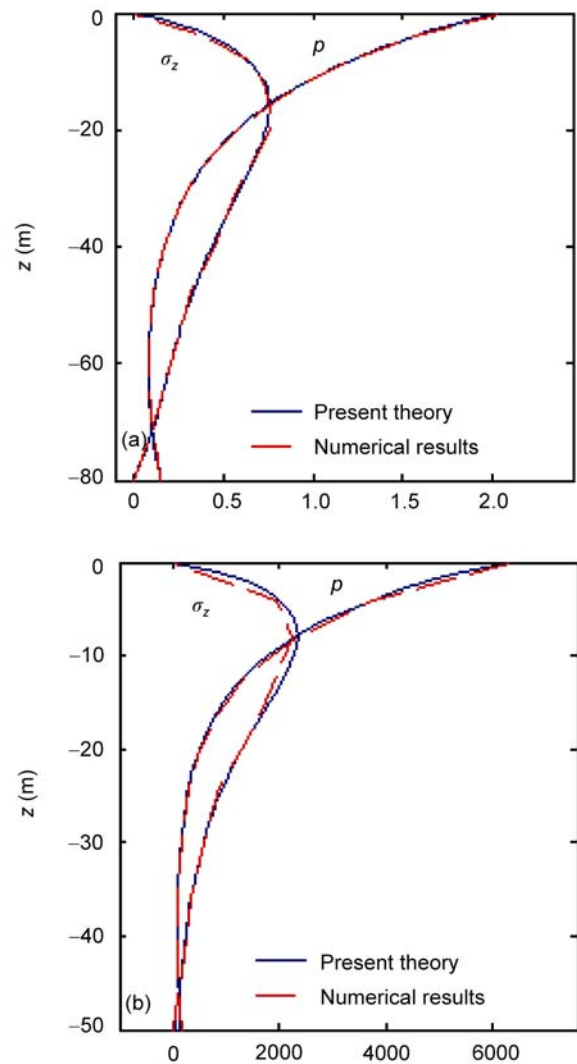 0
σz
p
−20
z (m)
−40
−60
Present theory
(a)
Numerical results
−80
0 0.5 1.0 1.5 2.0
0
p
σz
−10
−20
z (m)
−30
−40
Present theory
(b)
Numerical results
−50
0 2000 4000 6000